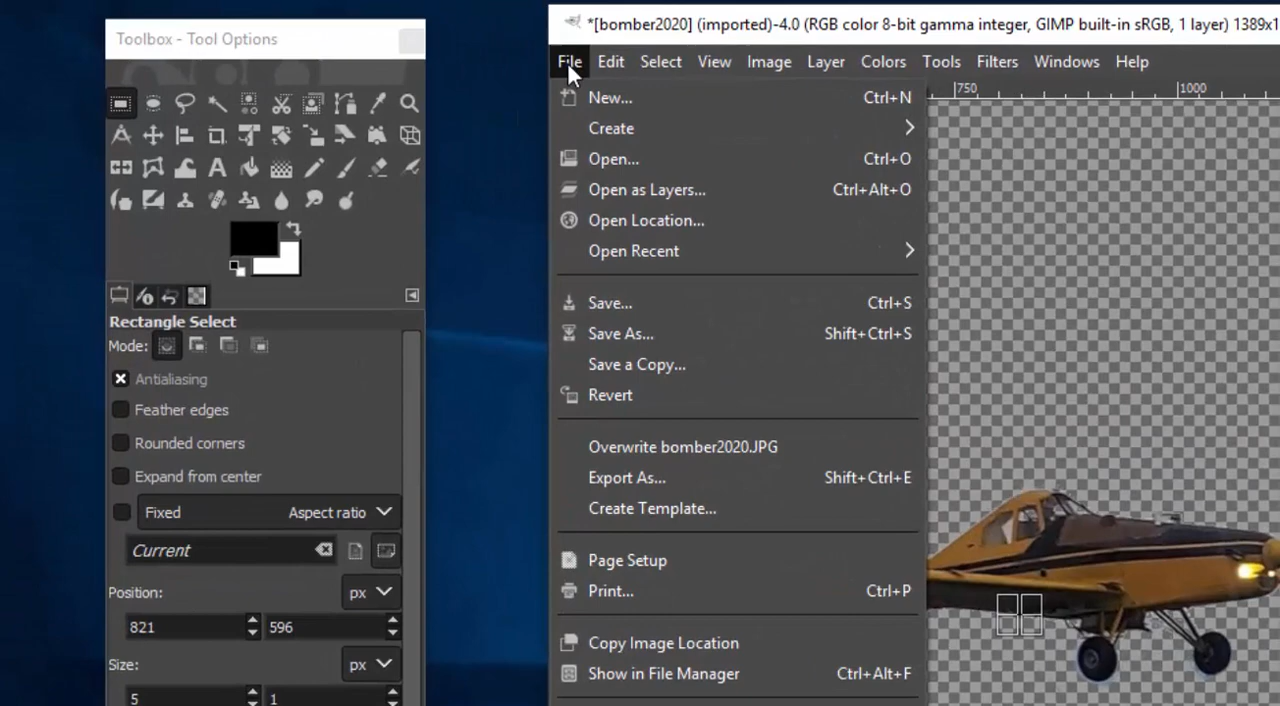 Toolbox - Tool Options
*[bomber2020] (imported)-4.0 (RGB color 8-bit gamma integer, GIMP built-in sRGB, 1 layer) 1389x1
File Edit Select View Image Layer Colors Tools Filters Windows Help
750 1000
New... Ctrl+N
Create
Open... Ctrl+O
Open as Layers... Ctrl+Alt+O
Open Location...
Open Recent
Save... Ctrl+S
Save As... Shift+Ctrl+S
Save a Copy...
Revert
Overwrite bomber2020.JPG
Export As... Shift+Ctrl+E
Create Template...
Page Setup
Print... Ctrl+P
Copy Image Location
Show in File Manager Ctrl+Alt+F
Rectangle Select
Mode:
Antialiasing
Feather edges
Rounded corners
Expand from center
Fixed Aspect ratio
Current
Position: px
821 596
Size: px
5 1